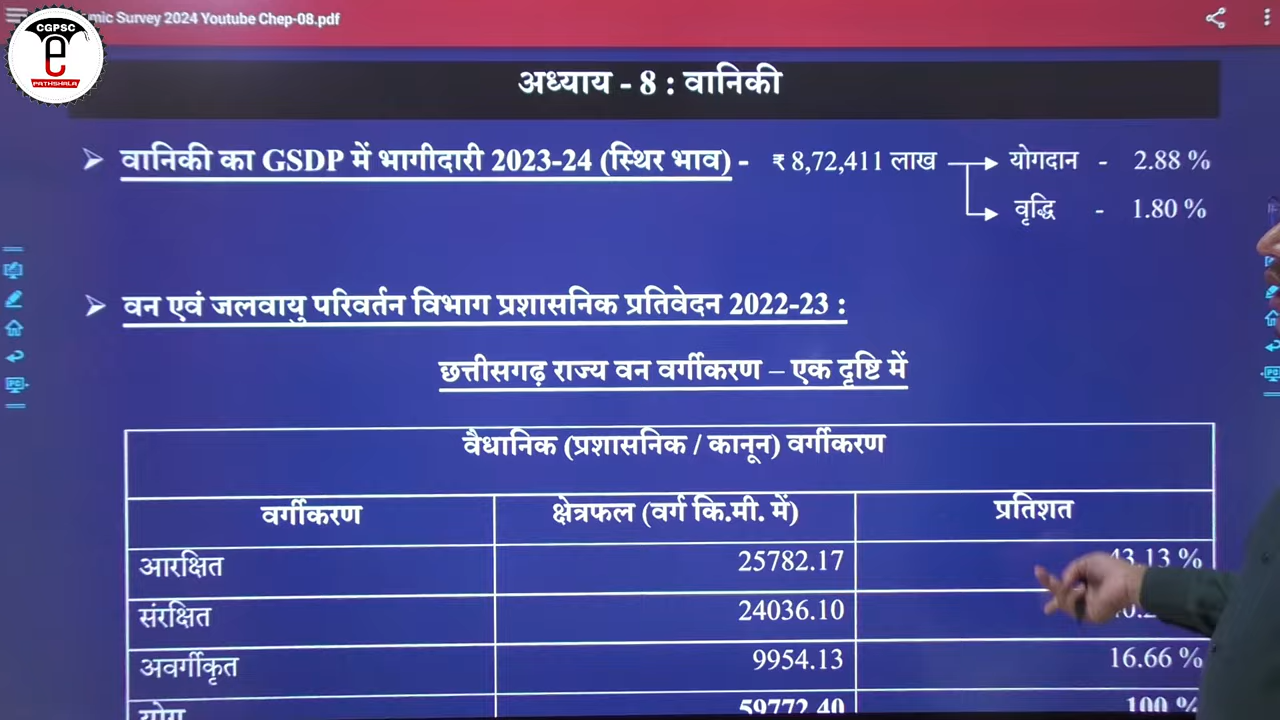 mic Survey 2024 Youtube Chep-08.pdf
CGPSC
e
PATHSHALA
अध्याय - 8 : वानिकी
➢ वानिकी का GSDP में भागीदारी 2023-24 (स्थिर भाव) - ₹ 8,72,411 लाख योगदान - 2.88 %
वृद्धि - 1.80 %
➢ वन एवं जलवायु परिवर्तन विभाग प्रशासनिक प्रतिवेदन 2022-23 :
छत्तीसगढ़ राज्य वन वर्गीकरण – एक दृष्टि में
वैधानिक (प्रशासनिक / कानून) वर्गीकरण
वर्गीकरण क्षेत्रफल (वर्ग कि.मी. में) प्रतिशत
आरक्षित 25782.17 43.13 %
संरक्षित 24036.10
अवर्गीकृत 9954.13 16.66 %
योग 59772.40 100 %